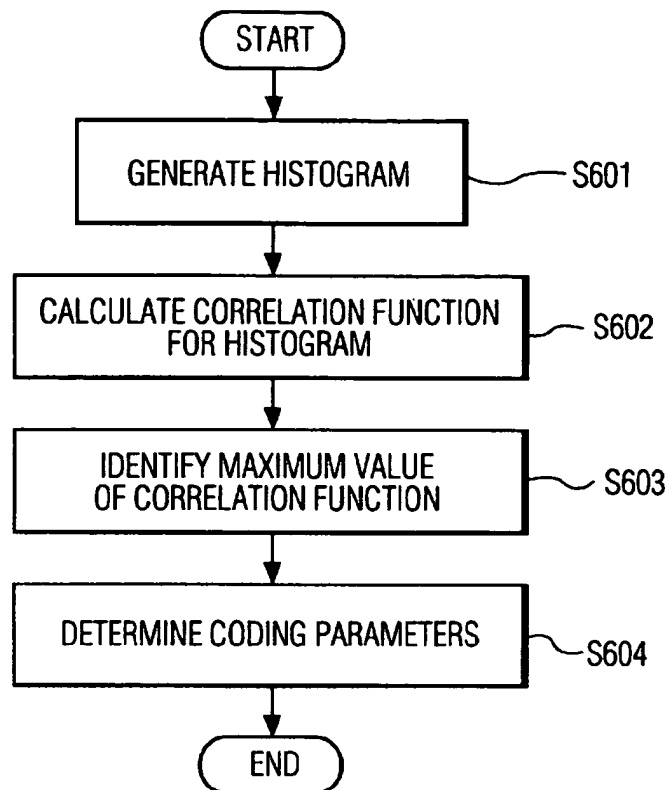 START
GENERATE HISTOGRAM
S601
CALCULATE CORRELATION FUNCTION
FOR HISTOGRAM
S602
IDENTIFY MAXIMUM VALUE
OF CORRELATION FUNCTION
S603
DETERMINE CODING PARAMETERS
S604
END